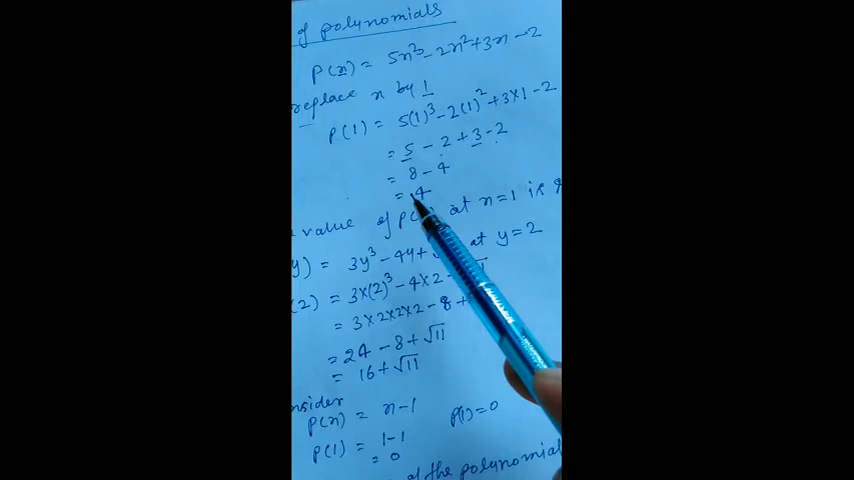 of polynomials
P(x) = 5x³ - 2x² + 3x - 2
replace x by 1
P(1) = 5(1)³ - 2(1)² + 3×1 - 2
= 5 - 2 + 3 - 2
= 8 - 4
= 4
value of P( at x = 1 is
y) = 3y³ - 4y + at y = 2
(2) = 3×(2)³ - 4×2
= 3×2×2×2 - 8 +
= 24 - 8 + √11
= 16 + √11
nsider
P(x) = x - 1 P(1) = 0
P(1) = 1 - 1
= 0
of the polynomial